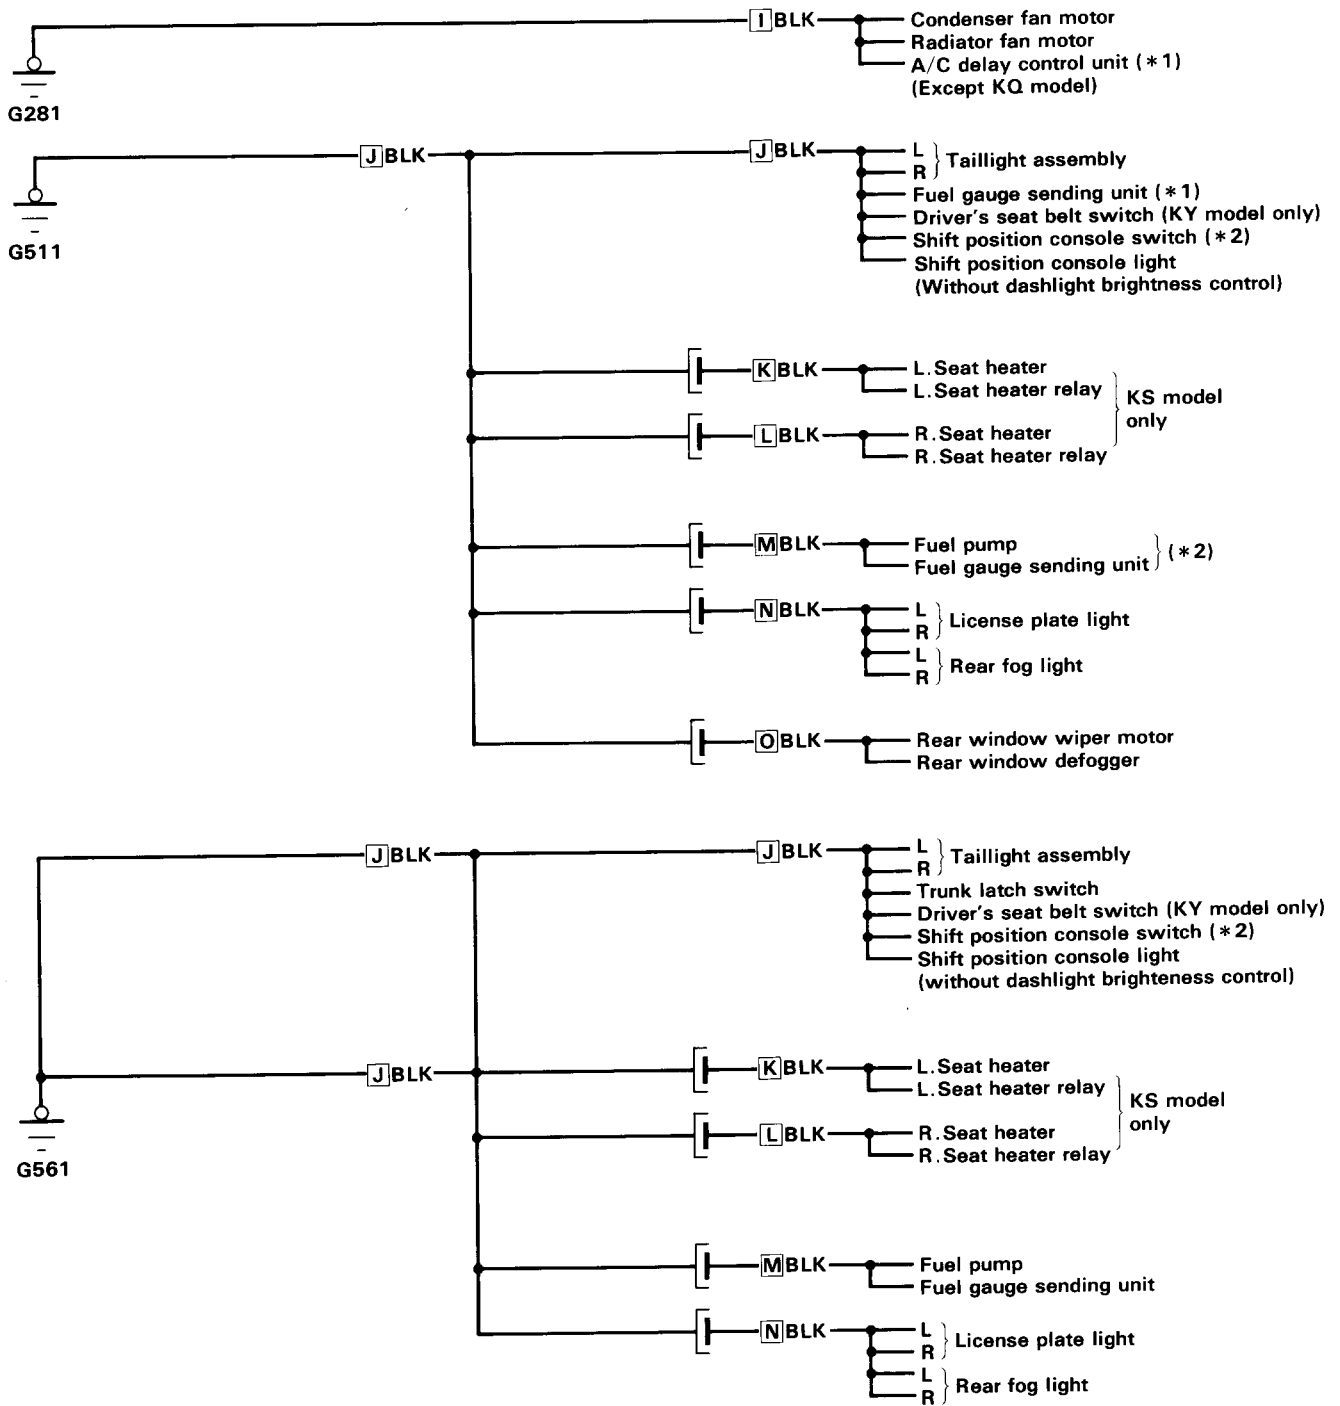 I BLK
Condenser fan motor
Radiator fan motor
A/C delay control unit (*1)
(Except KQ model)
G281
J BLK
J BLK
L
R
Taillight assembly
Fuel gauge sending unit (*1)
Driver's seat belt switch (KY model only)
Shift position console switch (*2)
Shift position console light
(Without dashlight brightness control)
G511
K BLK
L.Seat heater
L.Seat heater relay
KS model
only
L BLK
R.Seat heater
R.Seat heater relay
M BLK
Fuel pump
Fuel gauge sending unit
(*2)
N BLK
L
R
License plate light
L
R
Rear fog light
O BLK
Rear window wiper motor
Rear window defogger
J BLK
J BLK
L
R
Taillight assembly
Trunk latch switch
Driver's seat belt switch (KY model only)
Shift position console switch (*2)
Shift position console light
(without dashlight brighteness control)
J BLK
K BLK
L.Seat heater
L.Seat heater relay
KS model
only
L BLK
R.Seat heater
R.Seat heater relay
G561
M BLK
Fuel pump
Fuel gauge sending unit
N BLK
L
R
License plate light
L
R
Rear fog light